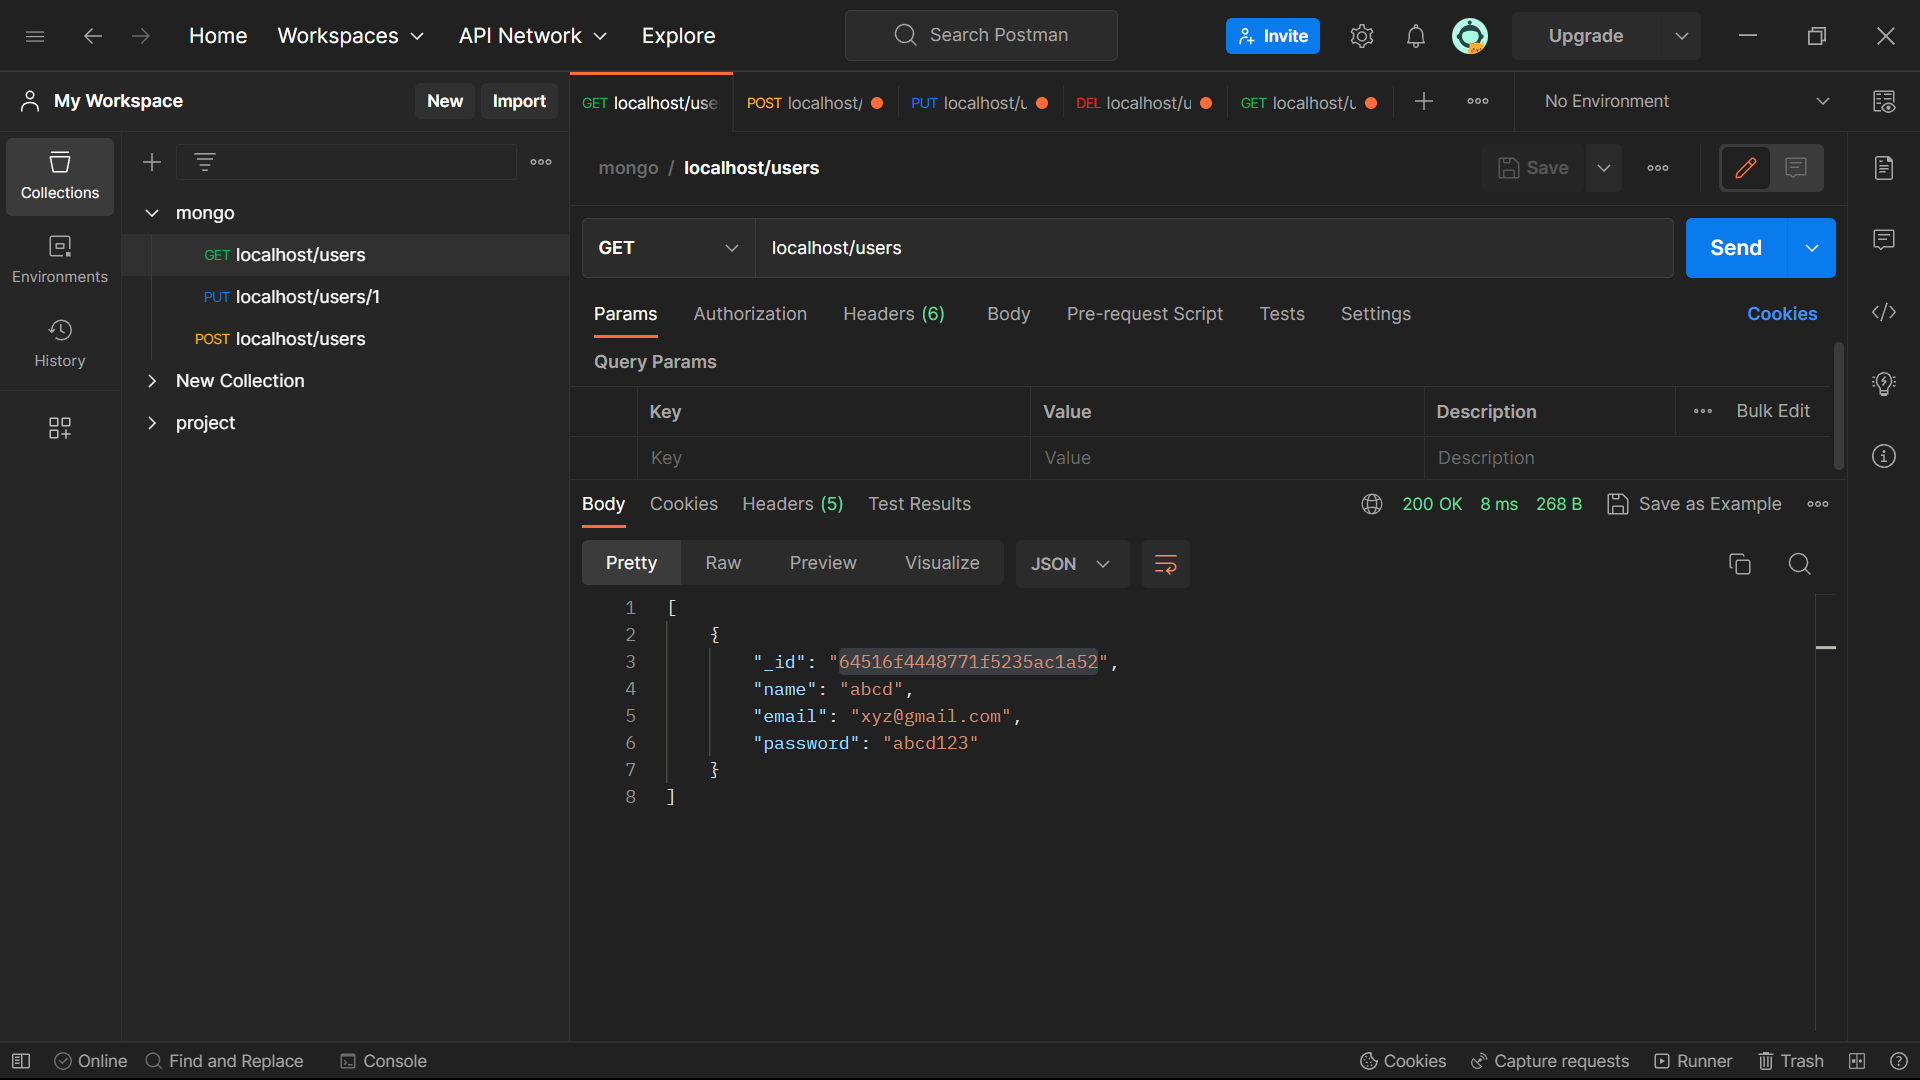 Home Workspaces API Network Explore Search Postman Invite Upgrade
My Workspace New Import
GET localhost/use POST localhost/ PUT localhost/u DEL localhost/u GET localhost/u No Environment
Collections
Environments
History
mongo
GET localhost/users
PUT localhost/users/1
POST localhost/users
New Collection
project
mongo / localhost/users Save
GET localhost/users Send
Params Authorization Headers (6) Body Pre-request Script Tests Settings Cookies
Query Params
Key Value Description Bulk Edit
Key Value Description
Body Cookies Headers (5) Test Results 200 OK 8 ms 268 B Save as Example
Pretty Raw Preview Visualize JSON
1 [
2 {
3 "_id": "64516f4448771f5235ac1a52",
4 "name": "abcd",
5 "email": "xyz@gmail.com",
6 "password": "abcd123"
7 }
8 ]
Online Find and Replace Console Cookies Capture requests Runner Trash